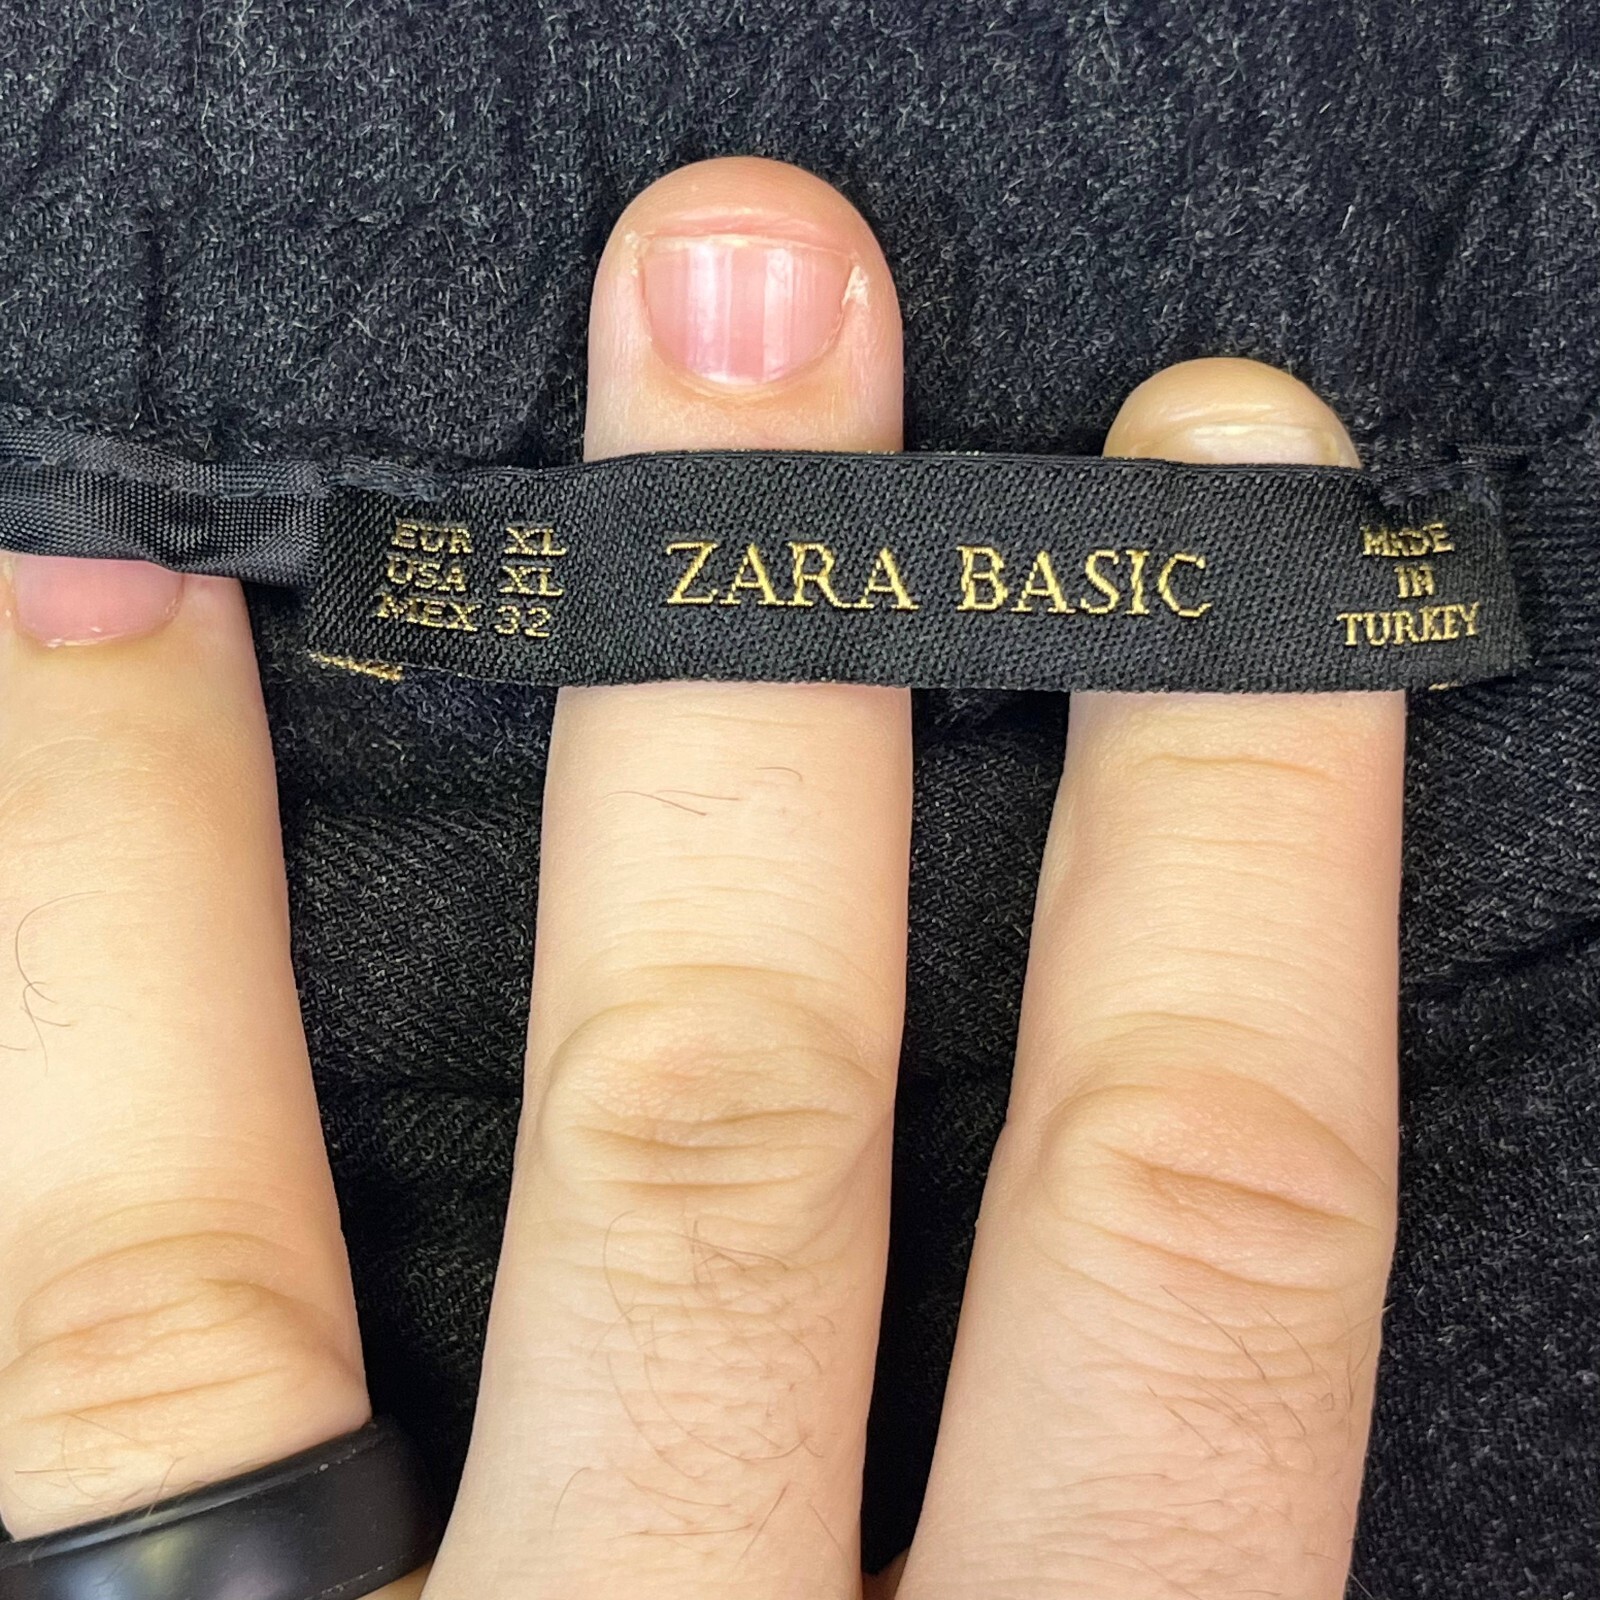 EUR XL
USA XL
MEX 32
ZARA BASIC
MADE
IN
TURKEY